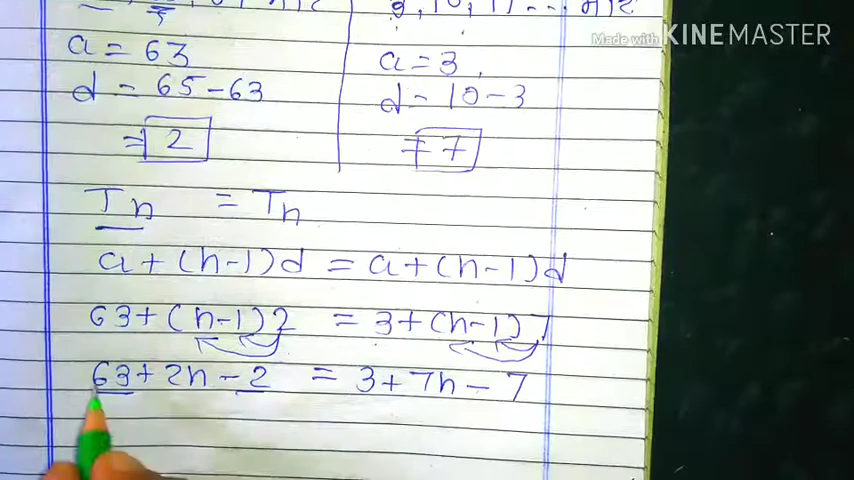 Made with KINEMASTER
a = 63
d = 65 - 63
= 2
a = 3
d = 10 - 3
= 7
Tn = Tn
a + (n-1)d = a + (n-1)d
63 + (n-1)2 = 3 + (n-1)7
63 + 2n - 2 = 3 + 7n - 7